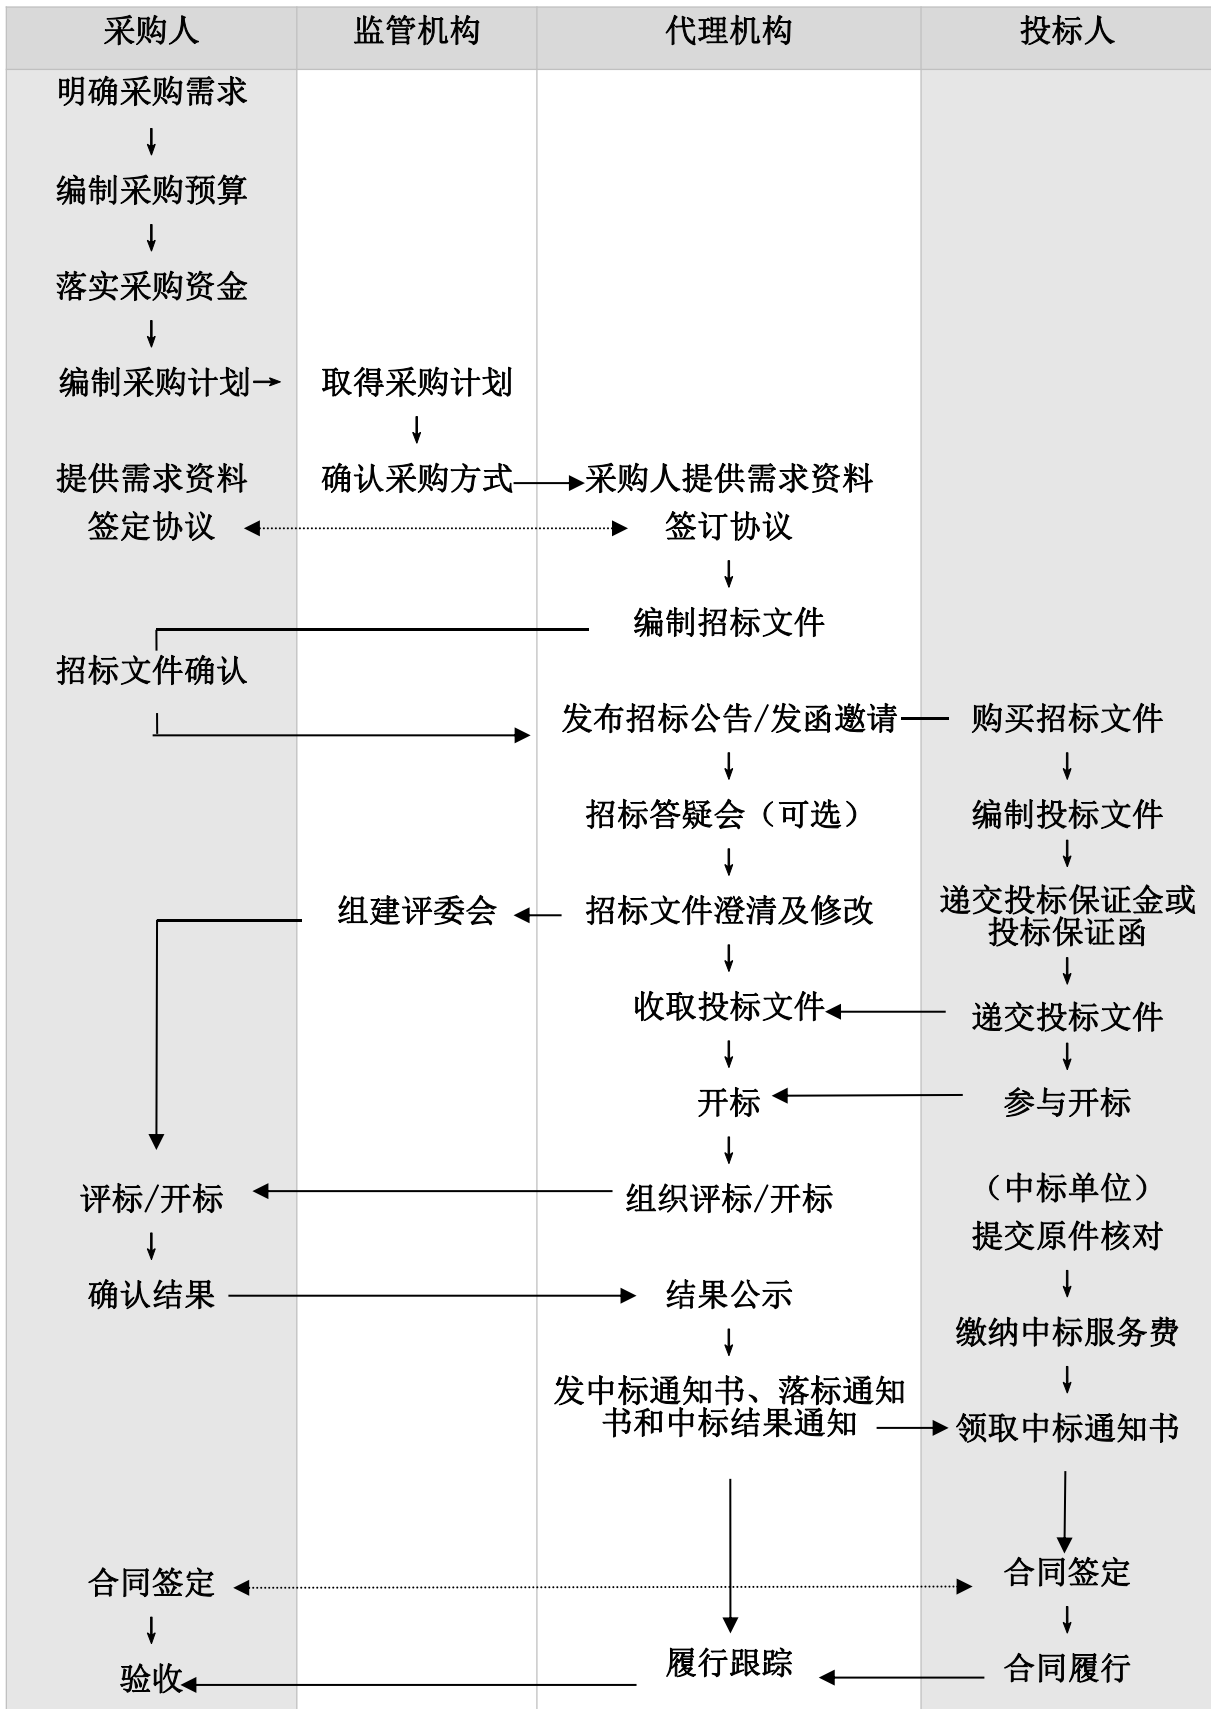 采购人 监管机构 代理机构 投标人
明确采购需求
编制采购预算
落实采购资金
编制采购计划 取得采购计划
提供需求资料 确认采购方式 采购人提供需求资料
签定协议 签订协议
编制招标文件
招标文件确认
发布招标公告/发函邀请 购买招标文件
招标答疑会（可选） 编制投标文件
组建评委会 招标文件澄清及修改 递交投标保证金或
投标保证函
收取投标文件 递交投标文件
开标 参与开标
评标/开标 组织评标/开标 （中标单位）
提交原件核对
确认结果 结果公示
缴纳中标服务费
发中标通知书、落标通知
书和中标结果通知 领取中标通知书
合同签定 合同签定
验收 履行跟踪 合同履行